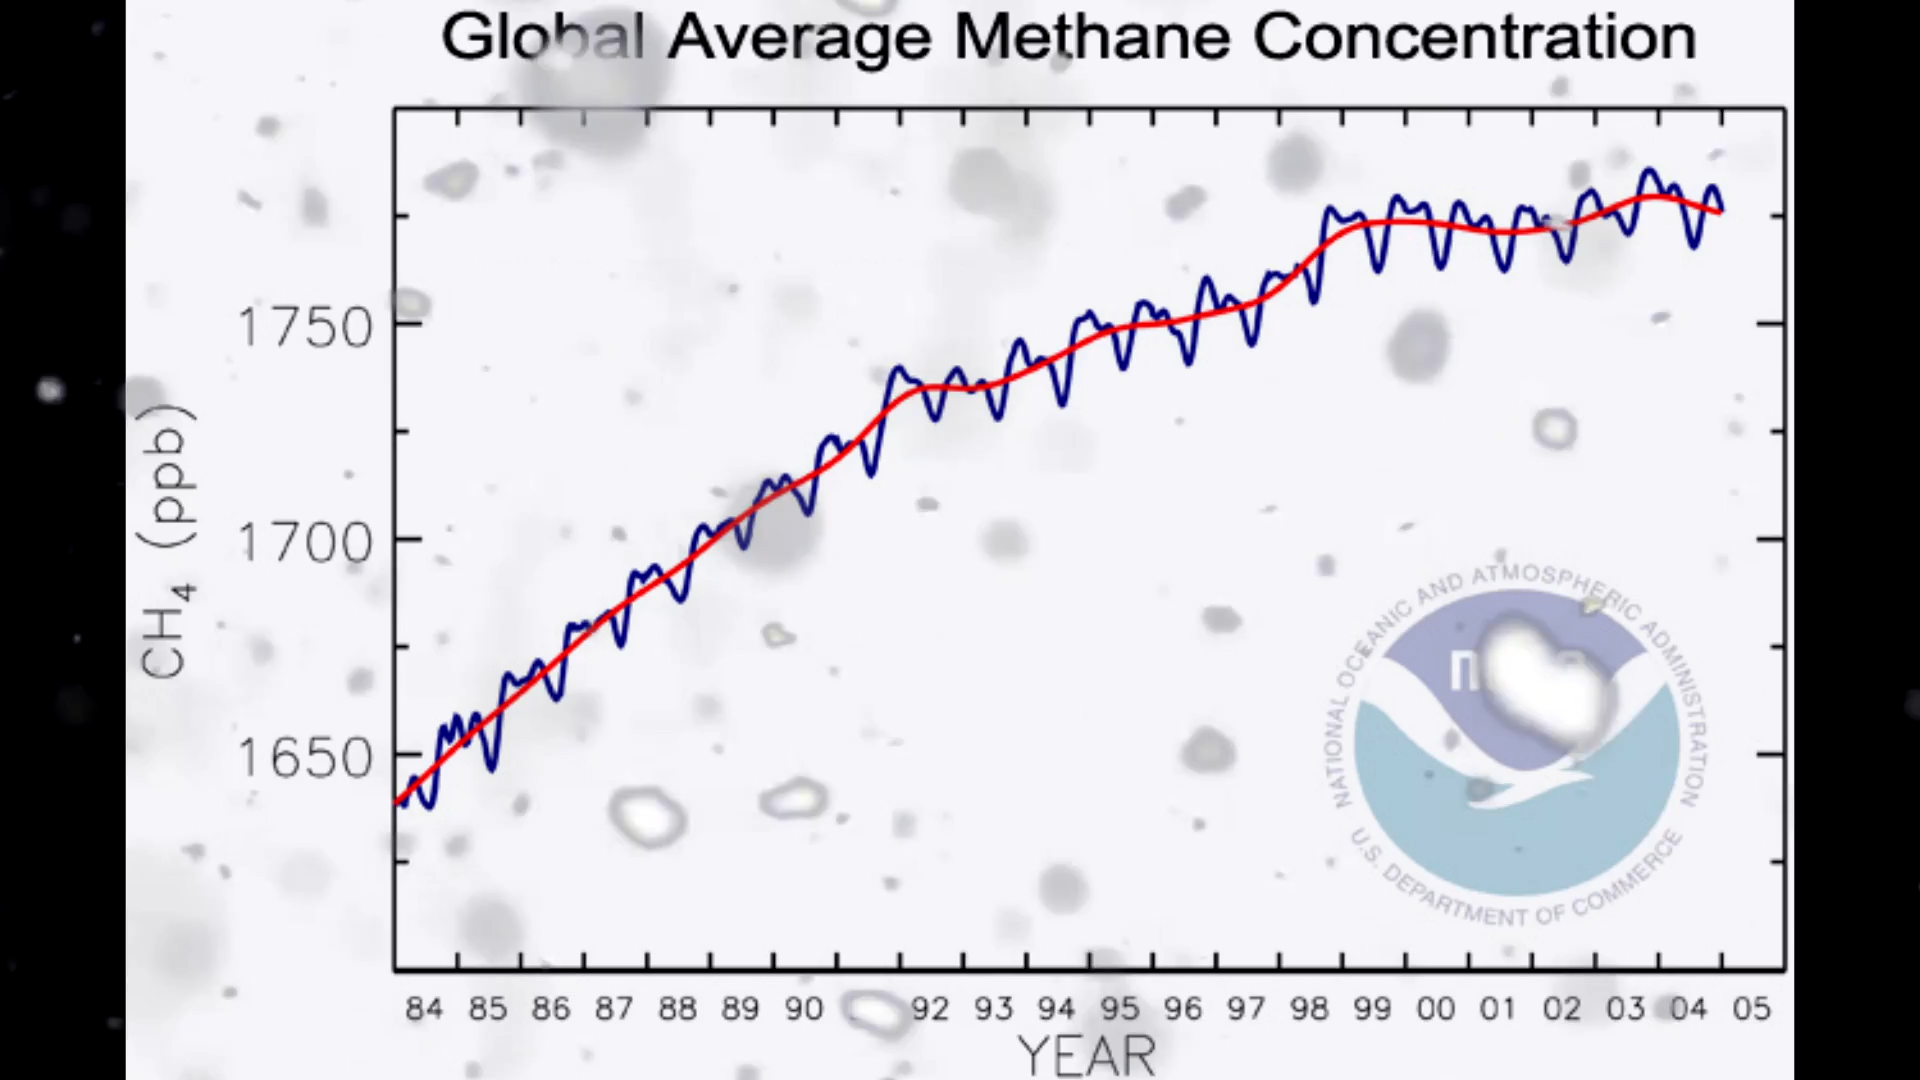 Global Average Methane Concentration
1750
1700
1650
CH4 (ppb)
84 85 86 87 88 89 90 92 93 94 95 96 97 98 99 00 01 02 03 04 05
YEAR
NATIONAL OCEANIC AND ATMOSPHERIC ADMINISTRATION
U.S. DEPARTMENT OF COMMERCE